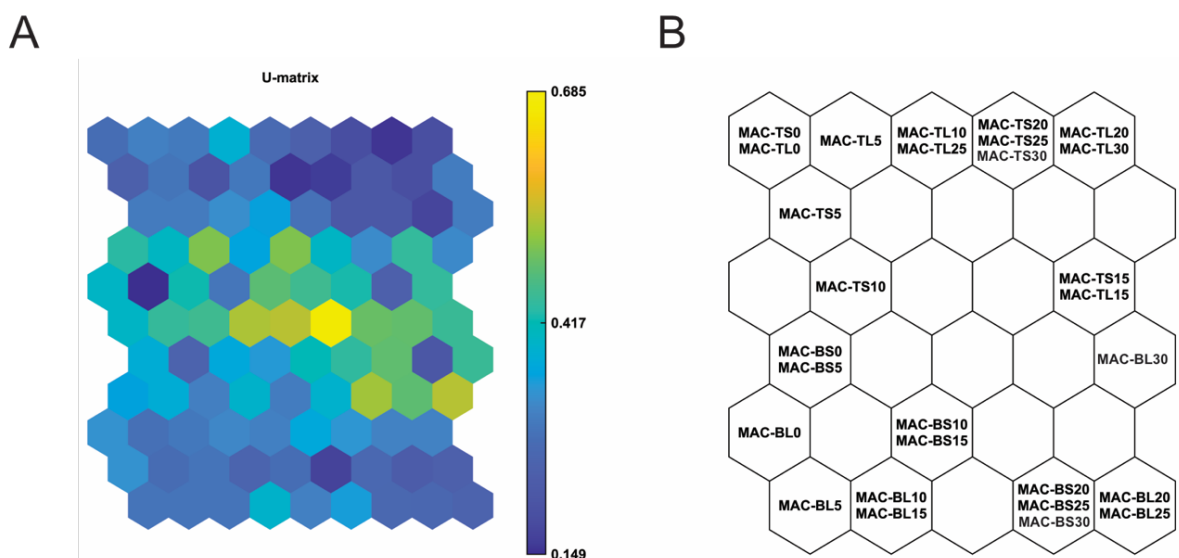 A
B
U-matrix
0.685
0.417
0.149
MAC-TS0
MAC-TL0
MAC-TL5
MAC-TL10
MAC-TL25
MAC-TS20
MAC-TS25
MAC-TS30
MAC-TL20
MAC-TL30
MAC-TS5
MAC-TS10
MAC-TS15
MAC-TL15
MAC-BS0
MAC-BS5
MAC-BL30
MAC-BL0
MAC-BS10
MAC-BS15
MAC-BL5
MAC-BL10
MAC-BL15
MAC-BS20
MAC-BS25
MAC-BS30
MAC-BL20
MAC-BL25